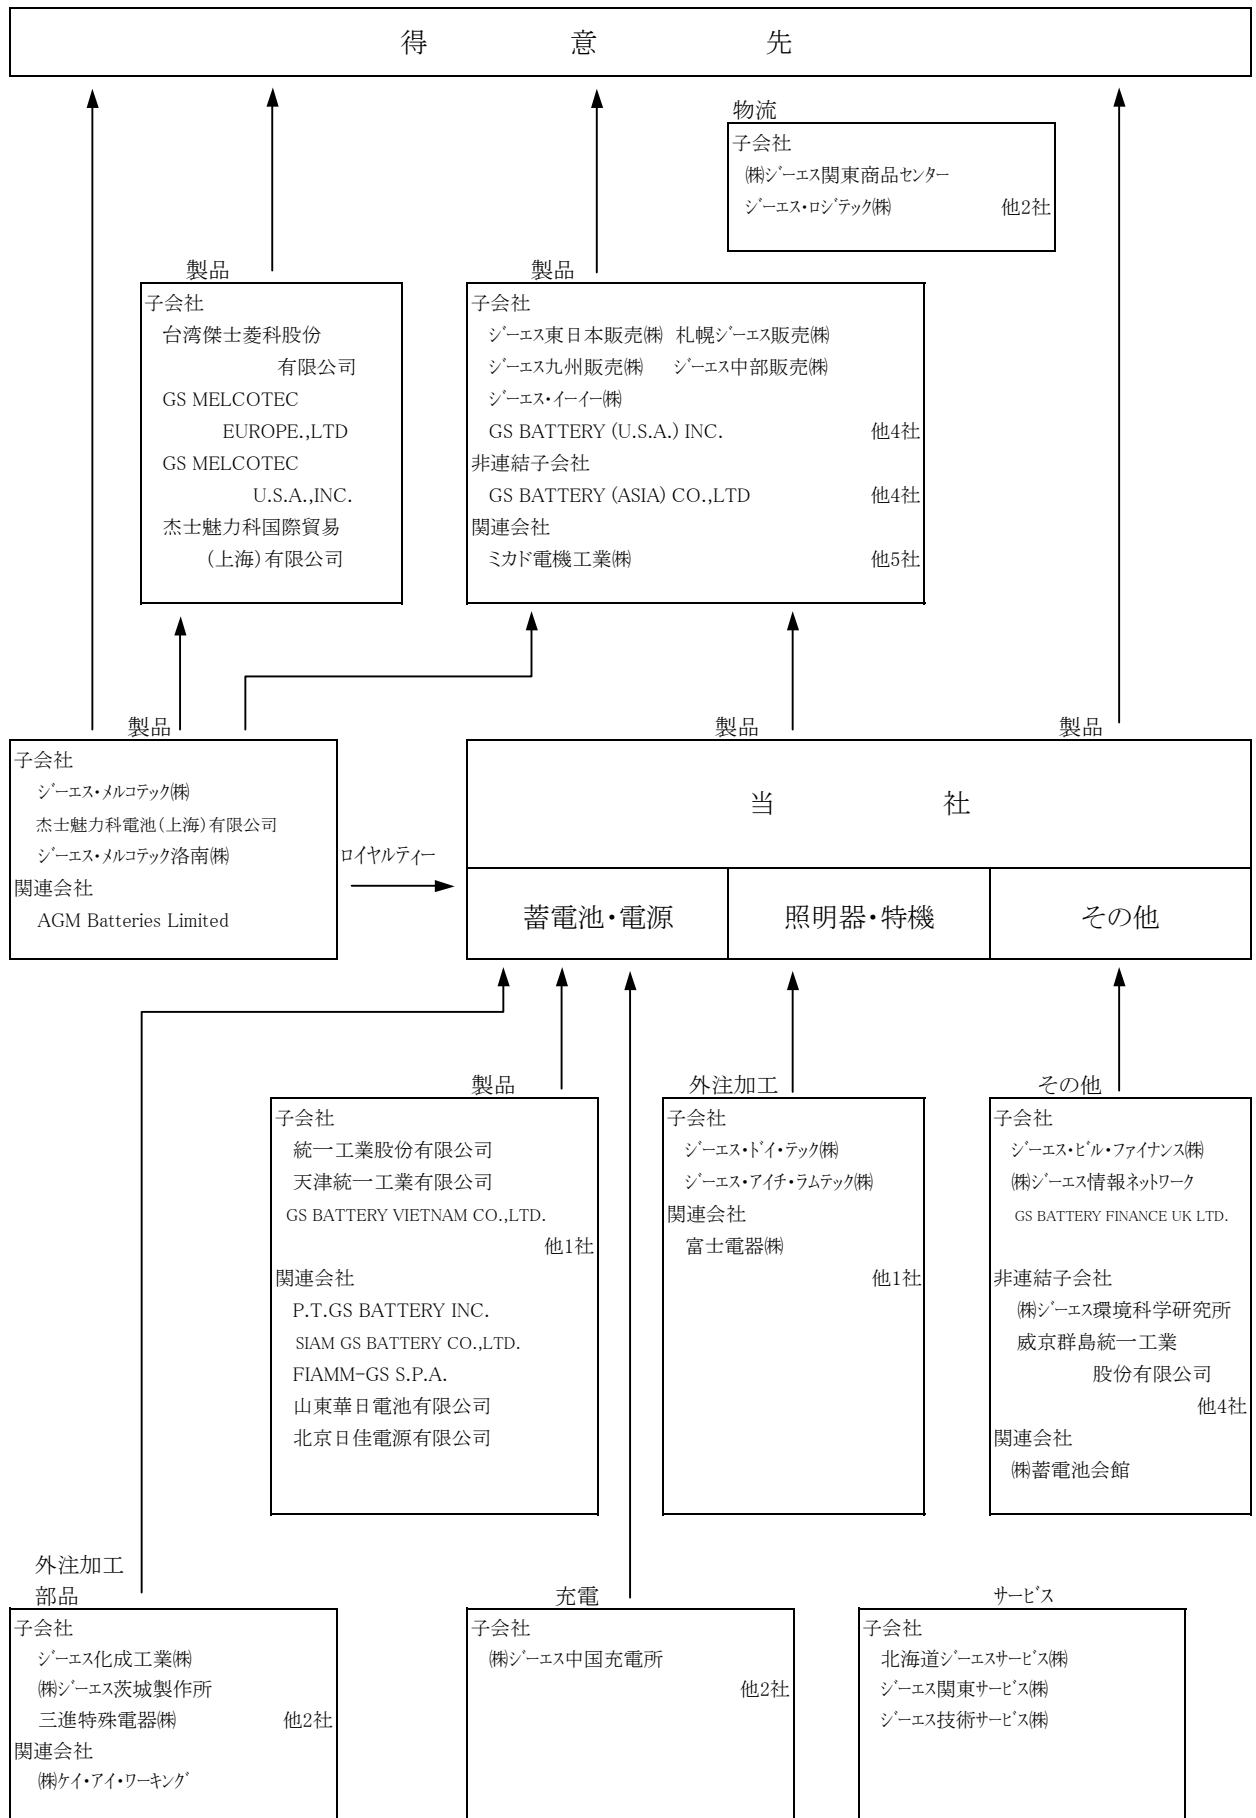 得意先
物流
子会社
㈱ジーエス関東商品センター
ジーエス・ロジテック㈱ 他2社
製品
子会社
台湾傑士菱科股份
有限公司
GS MELCOTEC
EUROPE.,LTD
GS MELCOTEC
U.S.A.,INC.
杰士魅力科国際貿易
(上海)有限公司
製品
子会社
ジーエス東日本販売㈱ 札幌ジーエス販売㈱
ジーエス九州販売㈱ ジーエス中部販売㈱
ジーエス・イーイー㈱
GS BATTERY (U.S.A.) INC. 他4社
非連結子会社
GS BATTERY (ASIA) CO.,LTD 他4社
関連会社
ミカド電機工業㈱ 他5社
製品
子会社
ジーエス・メルコテック㈱
杰士魅力科電池(上海)有限公司
ジーエス・メルコテック洛南㈱
関連会社
AGM Batteries Limited
ロイヤルティー
製品
製品
当社
蓄電池・電源
照明器・特機
その他
製品
子会社
統一工業股份有限公司
天津統一工業有限公司
GS BATTERY VIETNAM CO.,LTD.
他1社
関連会社
P.T.GS BATTERY INC.
SIAM GS BATTERY CO.,LTD.
FIAMM-GS S.P.A.
山東華日電池有限公司
北京日佳電源有限公司
外注加工
子会社
ジーエス・ドイ・テック㈱
ジーエス・アイチ・ラムテック㈱
関連会社
富士電器㈱
他1社
その他
子会社
ジーエス・ビル・ファイナンス㈱
㈱ジーエス情報ネットワーク
GS BATTERY FINANCE UK LTD.
非連結子会社
㈱ジーエス環境科学研究所
威京群島統一工業
股份有限公司
他4社
関連会社
㈱蓄電池会館
外注加工
部品
子会社
ジーエス化成工業㈱
㈱ジーエス茨城製作所
三進特殊電器㈱ 他2社
関連会社
㈱ケイ・アイ・ワーキング
充電
子会社
㈱ジーエス中国充電所
他2社
サービス
子会社
北海道ジーエスサービス㈱
ジーエス関東サービス㈱
ジーエス技術サービス㈱